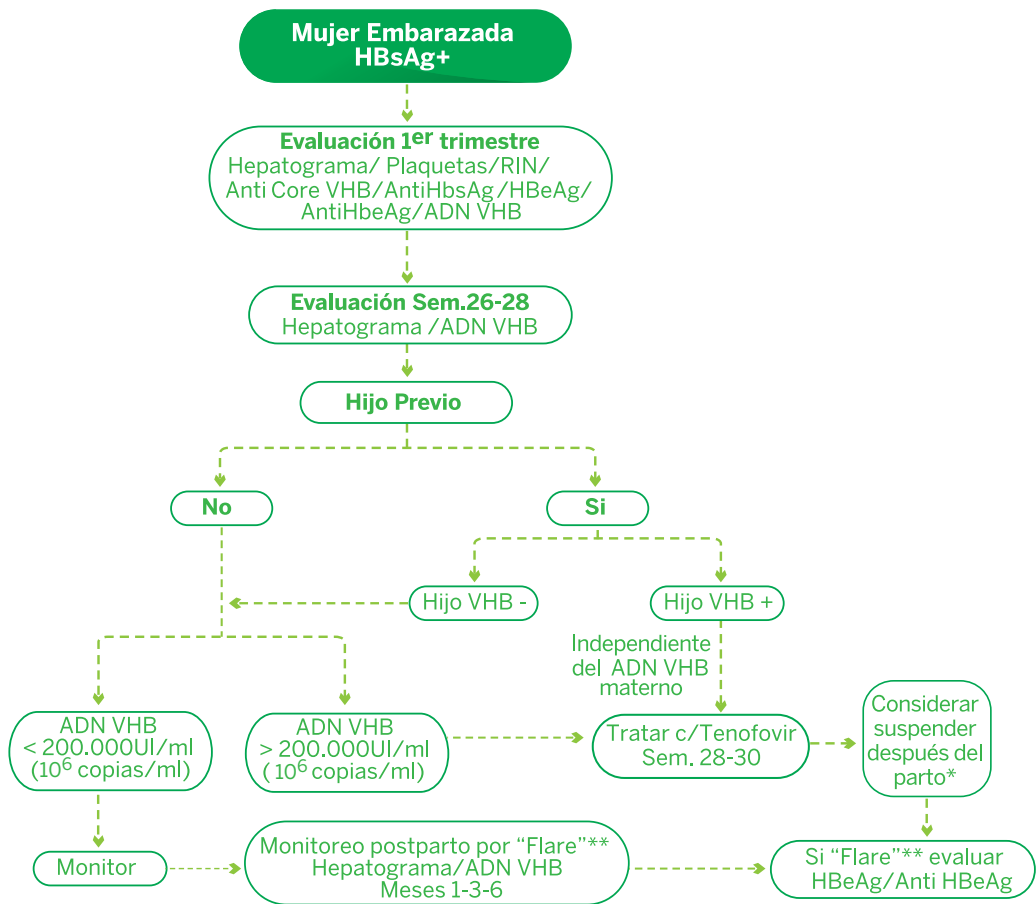 Mujer Embarazada
HBsAg+
Evaluación 1er trimestre
Hepatograma/ Plaquetas/RIN/
Anti Core VHB/AntiHbsAg/HBeAg/
AntiHbeAg/ADN VHB
Evaluación Sem.26-28
Hepatograma /ADN VHB
Hijo Previo
No
Si
Hijo VHB -
Hijo VHB +
Independiente
del ADN VHB
materno
ADN VHB
< 200.000UI/ml
(10⁶ copias/ml)
ADN VHB
> 200.000UI/ml
( 10⁶ copias/ml)
Tratar c/Tenofovir
Sem. 28-30
Considerar
suspender
después del
parto*
Monitor
Monitoreo postparto por “Flare”**
Hepatograma/ADN VHB
Meses 1-3-6
Si “Flare”** evaluar
HBeAg/Anti HBeAg